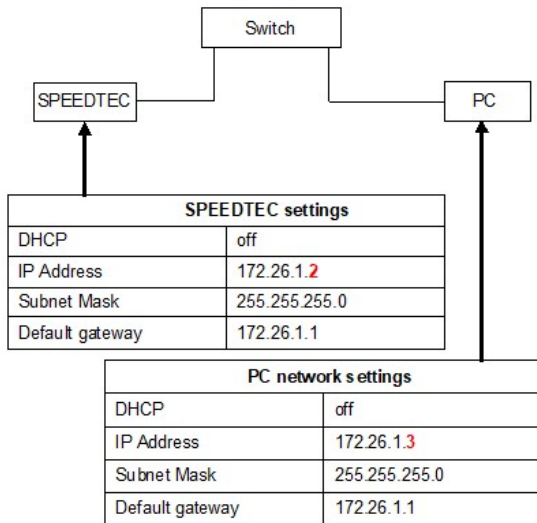 Switch
SPEEDTEC
PC
SPEEDTEC settings
DHCP off
IP Address 172.26.1.2
Subnet Mask 255.255.255.0
Default gateway 172.26.1.1
PC network settings
DHCP off
IP Address 172.26.1.3
Subnet Mask 255.255.255.0
Default gateway 172.26.1.1